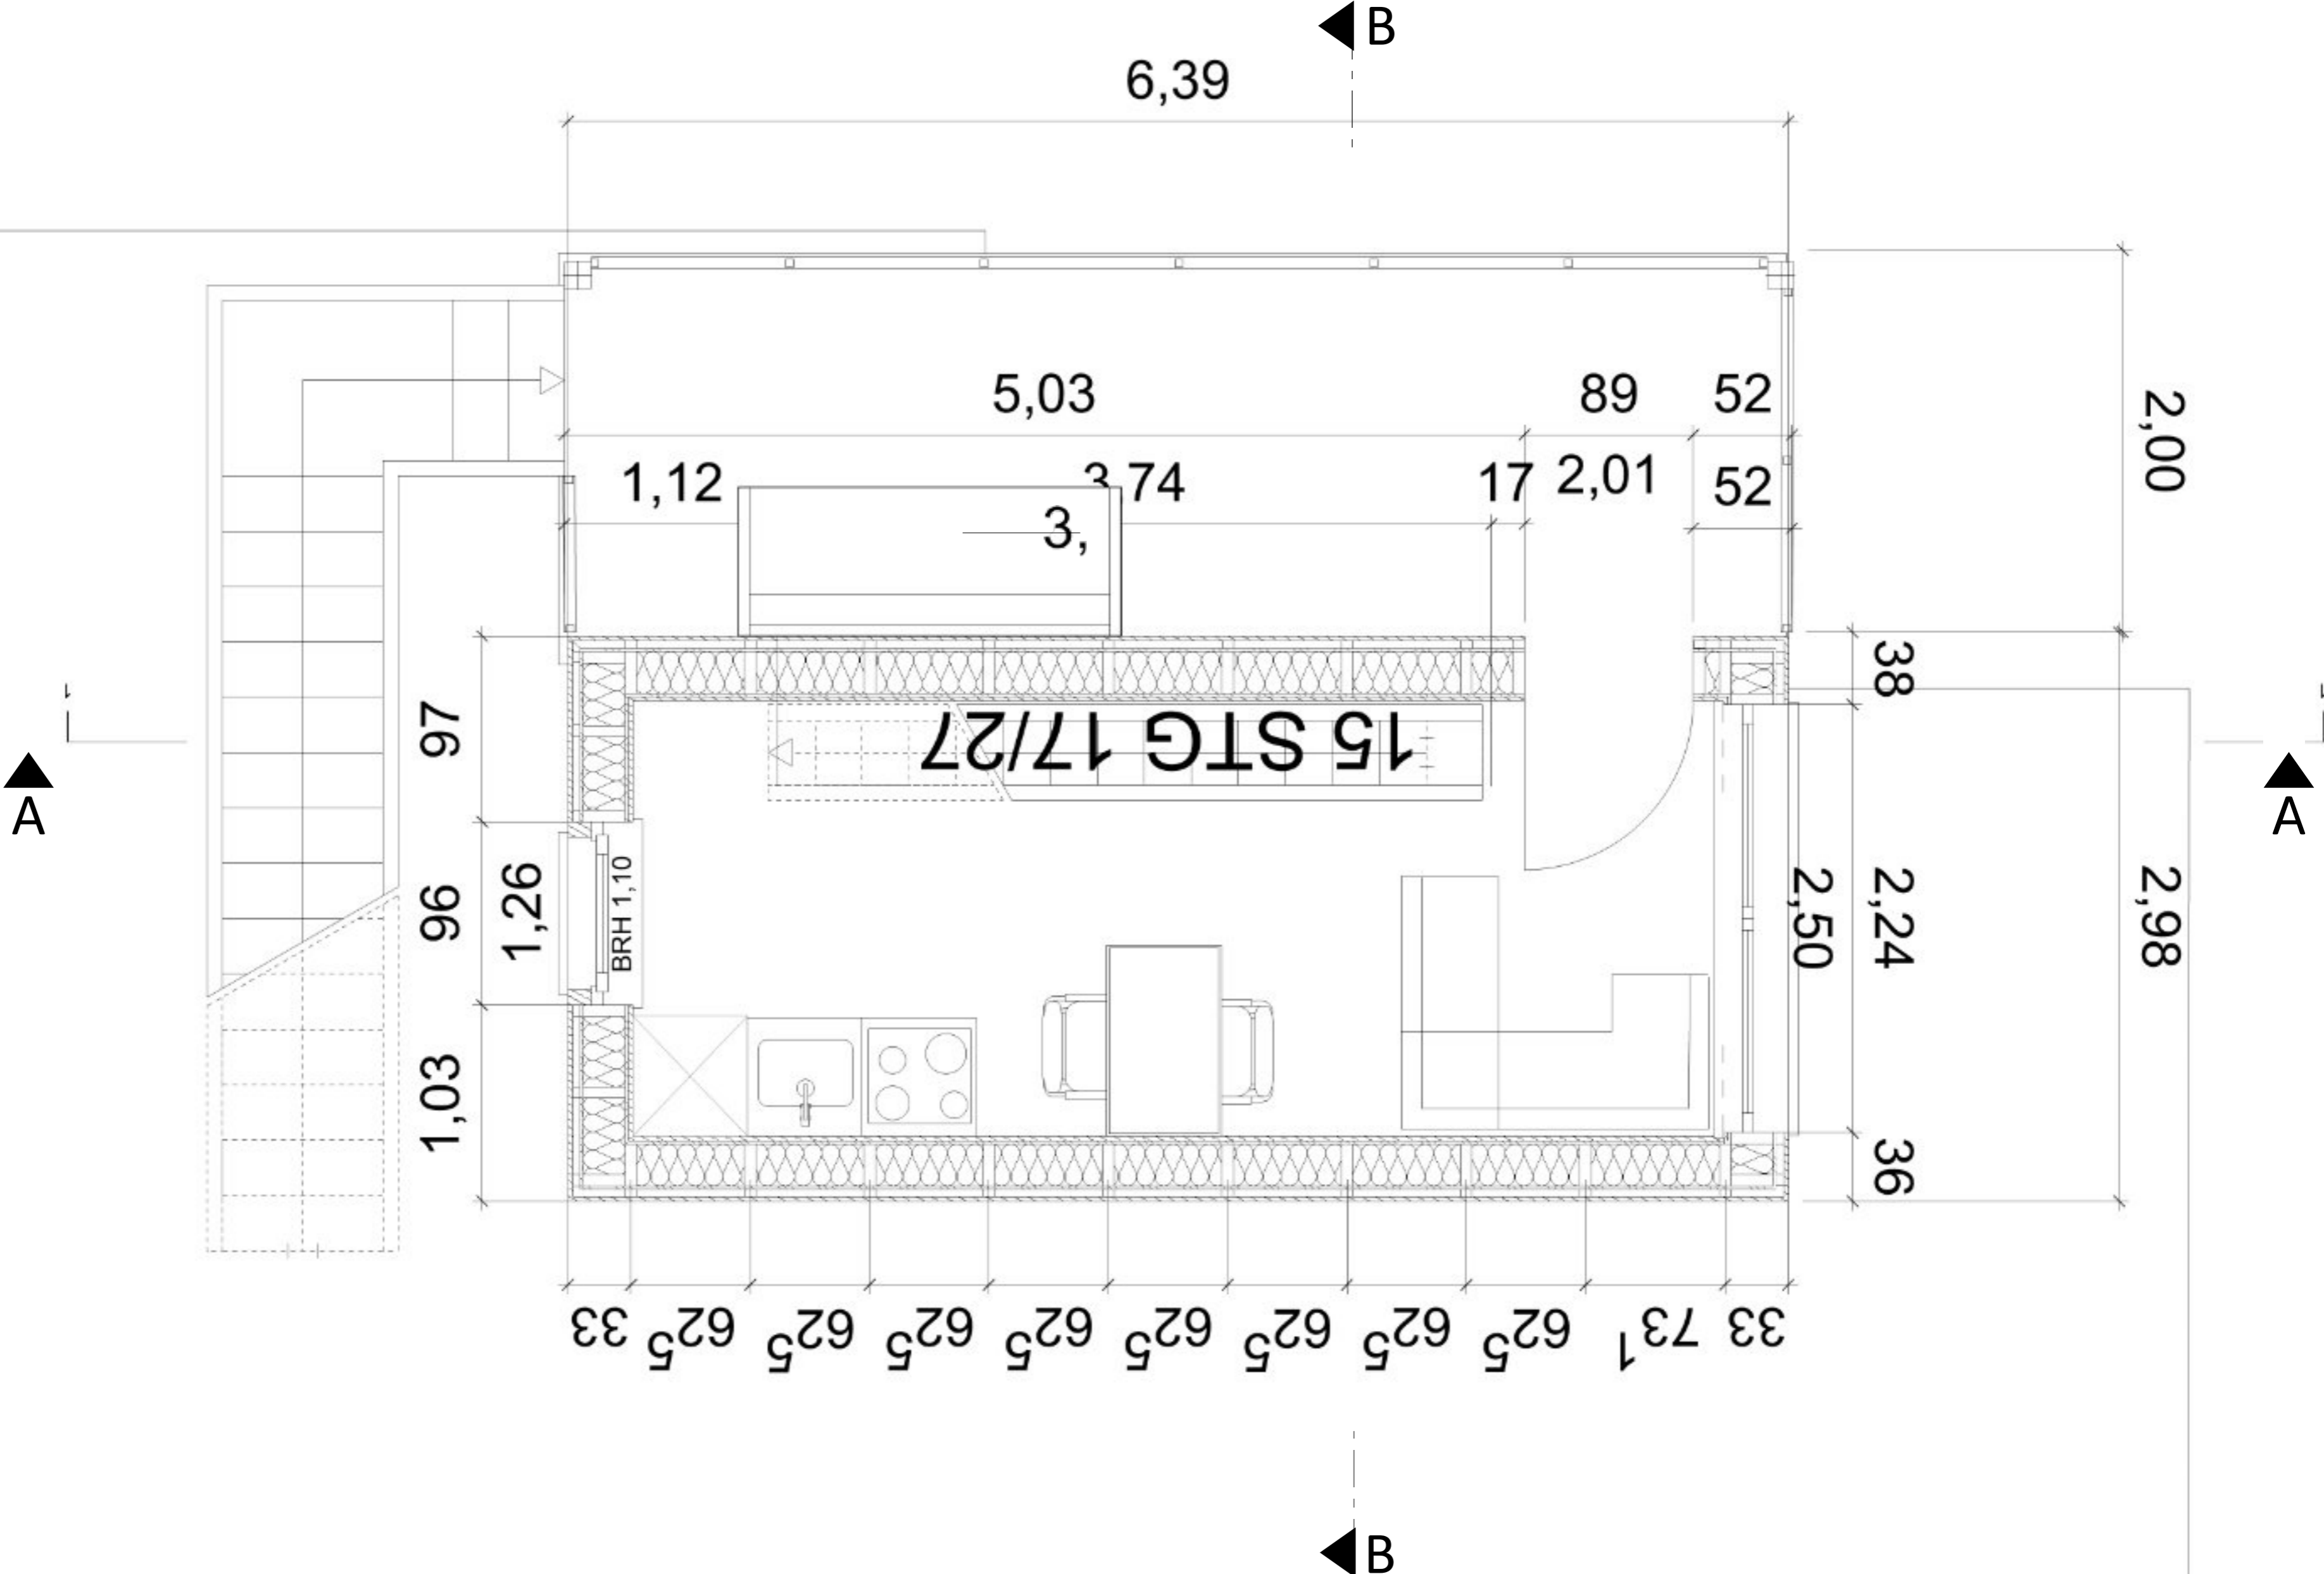 B
6,39
5,03 89 52
1,12 3,74 17 2,01 52
3,
2,00
38
15 STG 17/27
97
1
A
A
96
1,26
BRH 1,10
2,50
2,24
2,98
1,03
36
33 62⁵ 62⁵ 62⁵ 62⁵ 62⁵ 62⁵ 62⁵ 62⁵ 73¹ 33
B